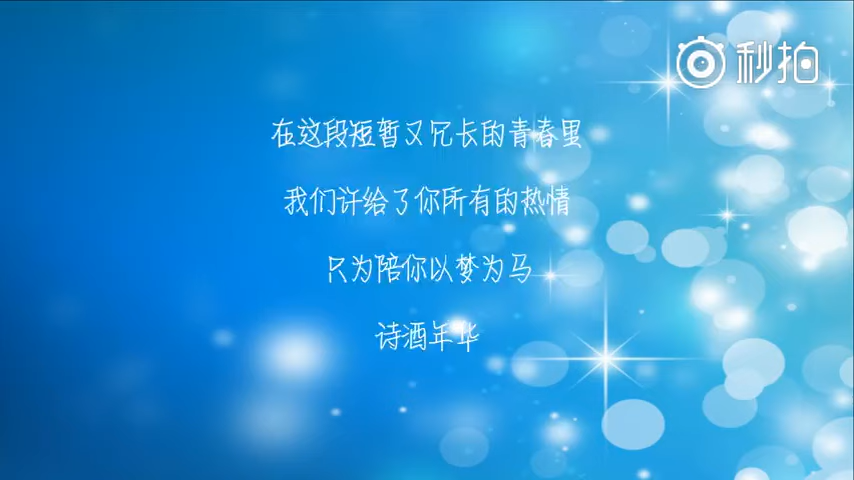 秒拍
在这段短暂又冗长的青春里
我们许给了你所有的热情
只为陪你以梦为马
诗酒年华